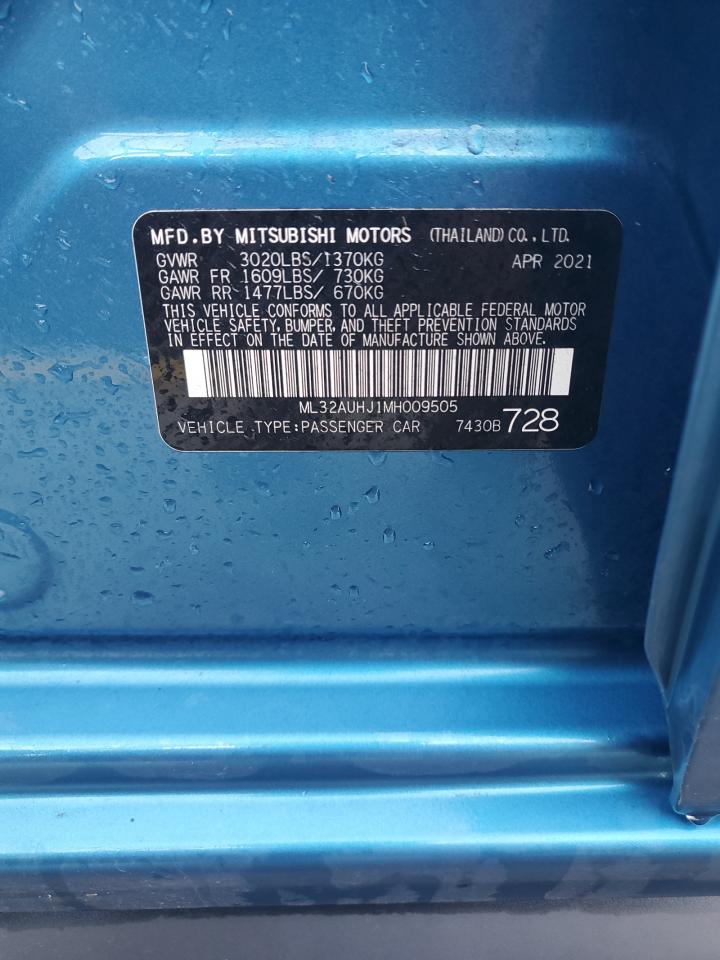 MFD.BY MITSUBISHI MOTORS (THAILAND)CO.,LTD.
GVWR 3020LBS/1370KG APR 2021
GAWR FR 1609LBS/ 730KG
GAWR RR 1477LBS/ 670KG
THIS VEHICLE CONFORMS TO ALL APPLICABLE FEDERAL MOTOR
VEHICLE SAFETY, BUMPER, AND THEFT PREVENTION STANDARDS
IN EFFECT ON THE DATE OF MANUFACTURE SHOWN ABOVE.
ML32AUHJ1MH009505
VEHICLE TYPE:PASSENGER CAR 7430B 728